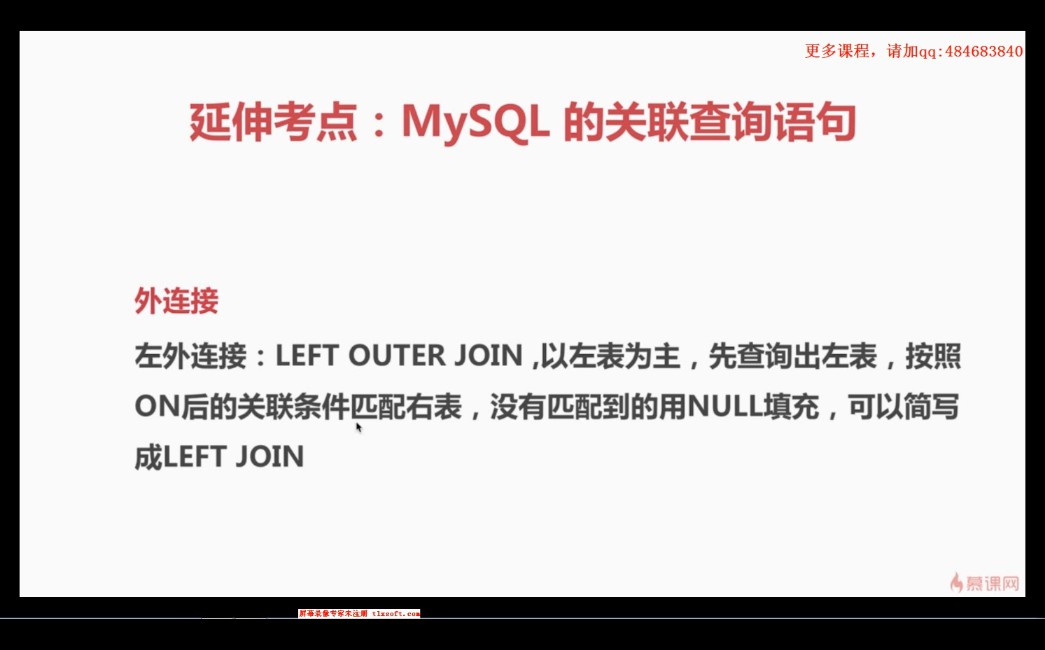 更多课程，请加qq:484683840
延伸考点：MySQL 的关联查询语句
外连接
左外连接：LEFT OUTER JOIN ,以左表为主，先查询出左表，按照
ON后的关联条件匹配右表，没有匹配到的用NULL填充，可以简写
成LEFT JOIN
慕课网
屏幕录像专家未注册 tlxsoft.com